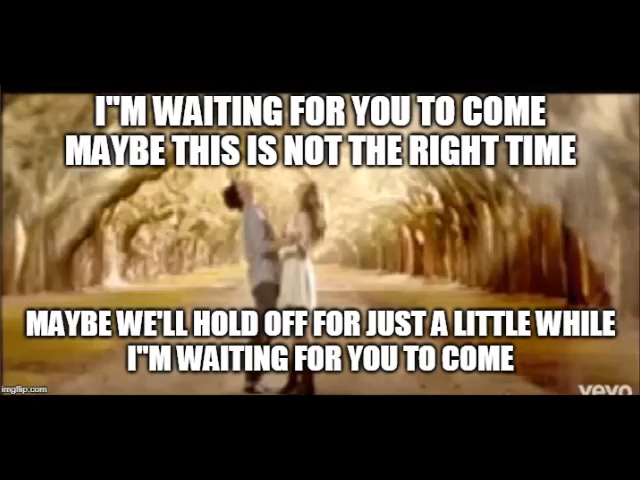 I"M WAITING FOR YOU TO COME
MAYBE THIS IS NOT THE RIGHT TIME
MAYBE WE'LL HOLD OFF FOR JUST A LITTLE WHILE
I"M WAITING FOR YOU TO COME
imgflip.com
vevo